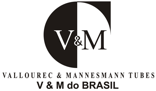 V&M
VALLOUREC & MANNESMANN TUBES
V & M do BRASIL